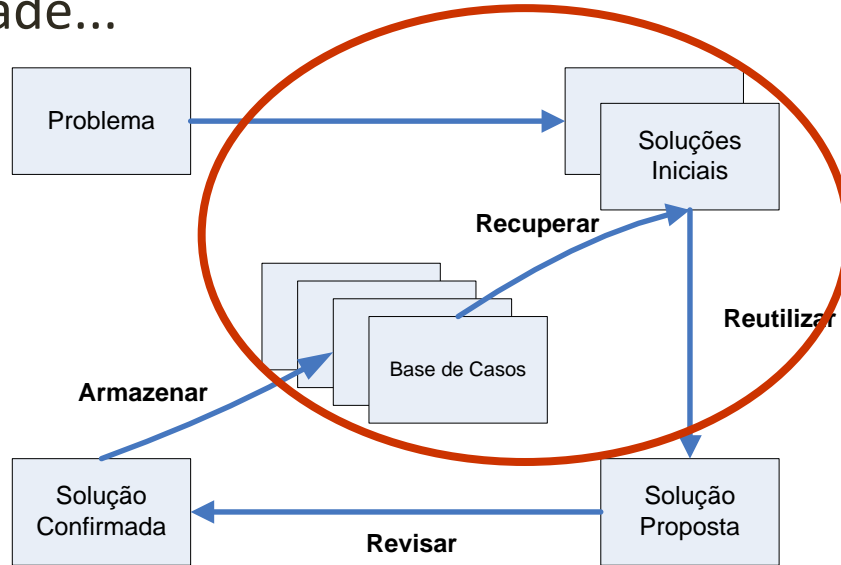 ade...
Problema
Soluções
Iniciais
Recuperar
Reutilizar
Base de Casos
Armazenar
Solução
Confirmada
Solução
Proposta
Revisar